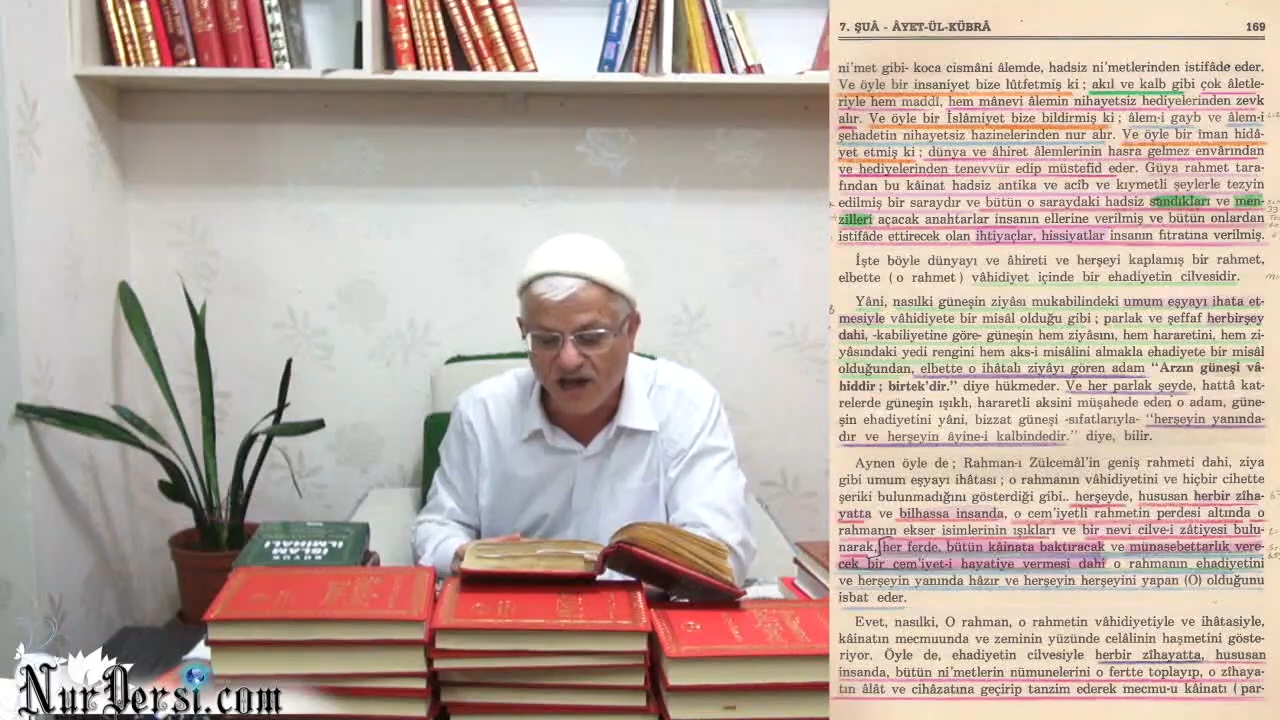 7. ŞUÂ - ÂYET-ÜL-KÜBRÂ 169
ni'met gibi- koca cismâni âlemde, hadsiz ni'metlerinden istifâde eder.
Ve öyle bir insaniyet bize lûtfetmiş ki ; akıl ve kalb gibi çok âletle-
riyle hem maddî, hem mânevi âlemin nihayetsiz hediyelerinden zevk
alır. Ve öyle bir İslâmiyet bize bildirmiş ki ; âlem-i gayb ve âlem-i
şehadetin nihayetsiz hazinelerinden nur alır. Ve öyle bir iman hidâ-
yet etmiş ki ; dünya ve âhiret âlemlerinin hasra gelmez envârından
ve hediyelerinden tenevvür edip müstefid eder. Gûya rahmet tara-
fından bu kâinat hadsiz antika ve acîb ve kıymetli şeylerle tezyin
edilmiş bir saraydır ve bütün o saraydaki hadsiz sandıkları ve men-
zilleri açacak anahtarlar insanın ellerine verilmiş ve bütün onlardan
istifâde ettirecek olan ihtiyaçlar, hissiyatlar insanın fıtratına verilmiş.
İşte böyle dünyayı ve âhireti ve herşeyi kaplamış bir rahmet,
elbette ( o rahmet ) vâhidiyet içinde bir ehadiyetin cilvesidir.
Yâni, nasılki güneşin ziyâsı mukabilindeki umum eşyayı ihata et-
mesiyle vâhidiyete bir misâl olduğu gibi ; parlak ve şeffaf herbirşey
dahi, -kabiliyetine göre- güneşin hem ziyâsını, hem hararetini, hem zi-
yâsındaki yedi rengini hem aks-i misâlini almakla ehadiyete bir misâl
olduğundan, elbette o ihâtalı ziyâyı gören adam "Arzın güneşi vâ-
hiddir ; birtek'dir." diye hükmeder. Ve her parlak şeyde, hattâ kat-
relerde güneşin ışıklı, hararetli aksini müşahede eden o adam, güne-
şin ehadiyetini yâni, bizzat güneşi -sıfatlarıyla- "herşeyin yanında-
dır ve herşeyin âyine-i kalbindedir." diye, bilir.
Aynen öyle de ; Rahman-ı Zülcemâl'in geniş rahmeti dahi, ziya
gibi umum eşyayı ihâtası ; o rahmanın vâhidiyetini ve hiçbir cihette
şeriki bulunmadığını gösterdiği gibi.. herşeyde, hususan herbir zîha-
yatta ve bilhassa insanda, o cem'iyetli rahmetin perdesi altında o
rahmanın ekser isimlerinin ışıkları ve bir nevi cilve-i zâtiyesi bulu-
narak, her ferde, bütün kâinata baktıracak ve münasebettarlık vere-
cek bir cem'iyet-i hayatiye vermesi dahi o rahmanın ehadiyetini
ve herşeyin yanında hâzır ve herşeyin herşeyini yapan (O) olduğunu
isbat eder.
Evet, nasılki, O rahman, o rahmetin vâhidiyetiyle ve ihâtasiyle,
kâinatın mecmuunda ve zeminin yüzünde celâlinin haşmetini göste-
riyor. Öyle de, ehadiyetin cilvesiyle herbir zîhayatta, hususan
insanda, bütün ni'metlerin nümunelerini o fertte toplayıp, o zîhaya-
tın âlât ve cihâzatına geçirip tanzim ederek mecmu-u kâinatı ( par-
BÜYÜK
İSLAM
İLMİHALİ
NurDersi.com